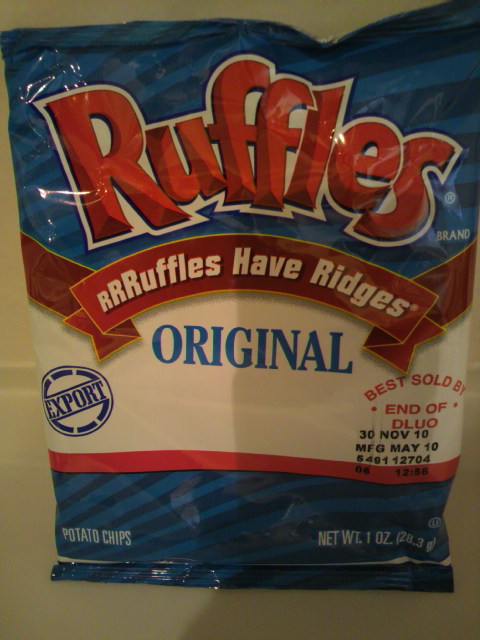 Ruffles®
BRAND
RRRuffles Have Ridges®
ORIGINAL
EXPORT
BEST SOLD BY
• END OF •
DLUO
30 NOV 10
MFG MAY 10
5491 12704
06 12:56
POTATO CHIPS
NET WT. 1 OZ. (28.3 g)